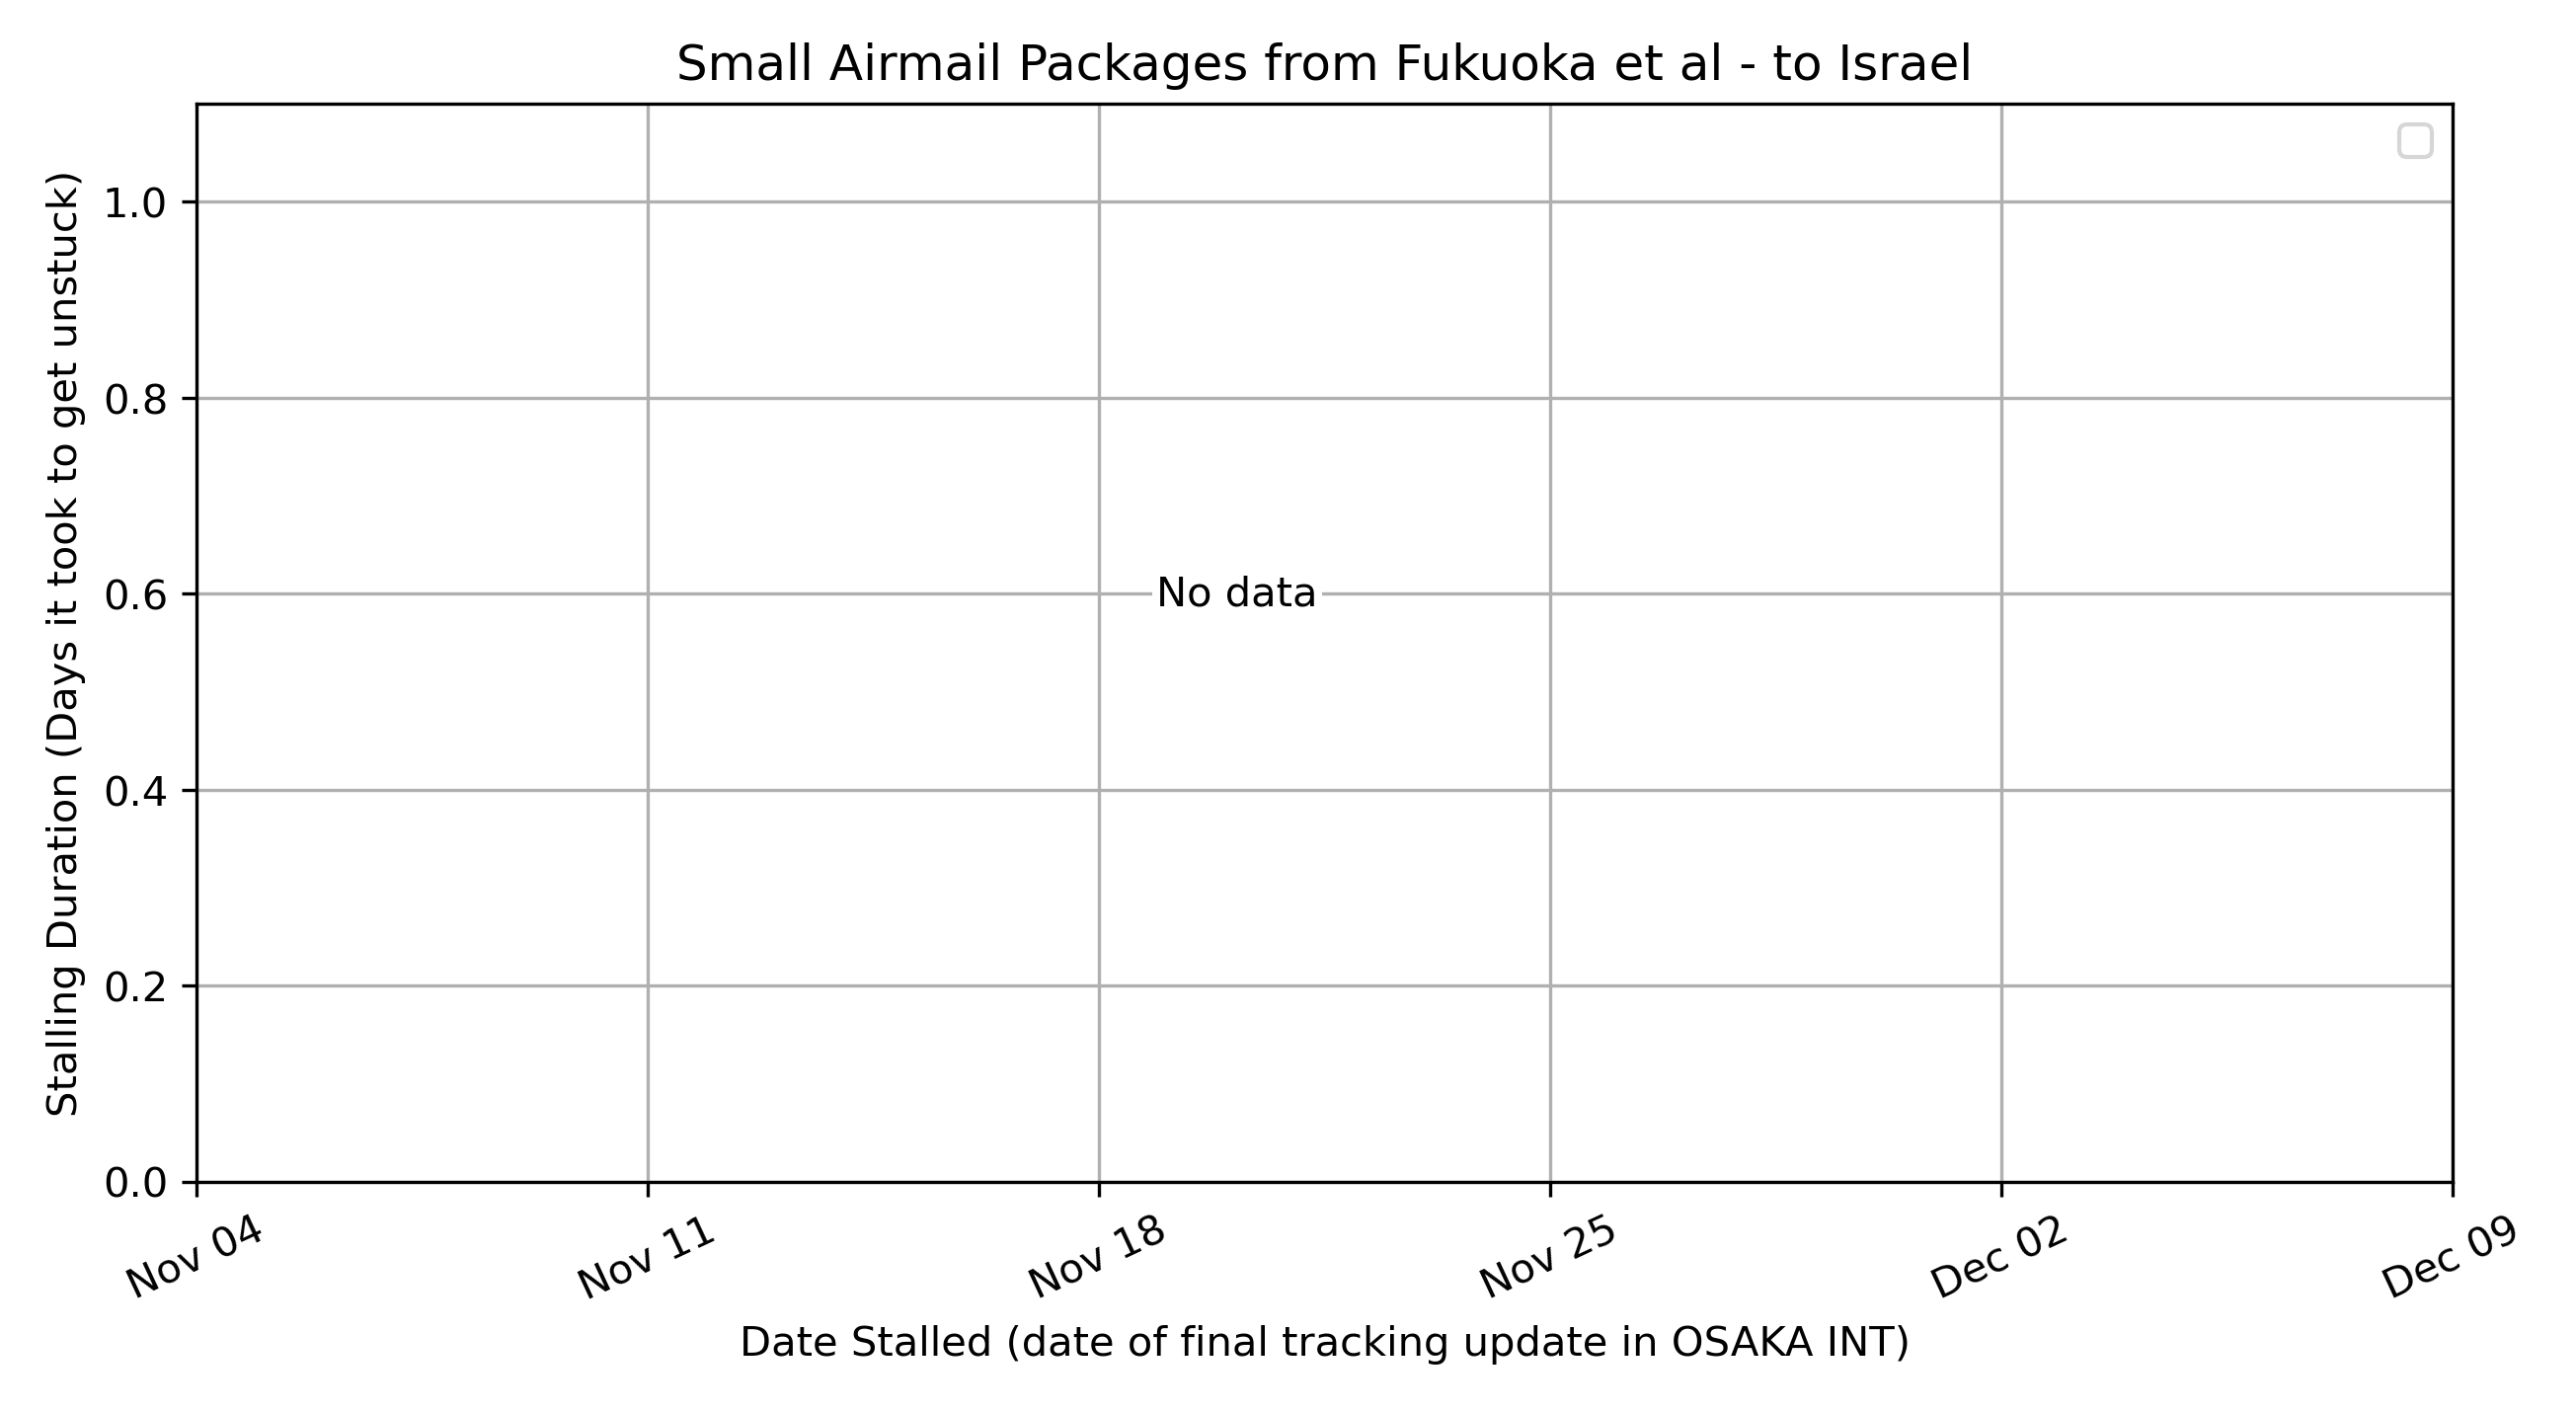 Small Airmail Packages from Fukuoka et al - to Israel
Stalling Duration (Days it took to get unstuck)
1.0
0.8
0.6
0.4
0.2
0.0
No data
Nov 04
Nov 11
Nov 18
Nov 25
Dec 02
Dec 09
Date Stalled (date of final tracking update in OSAKA INT)